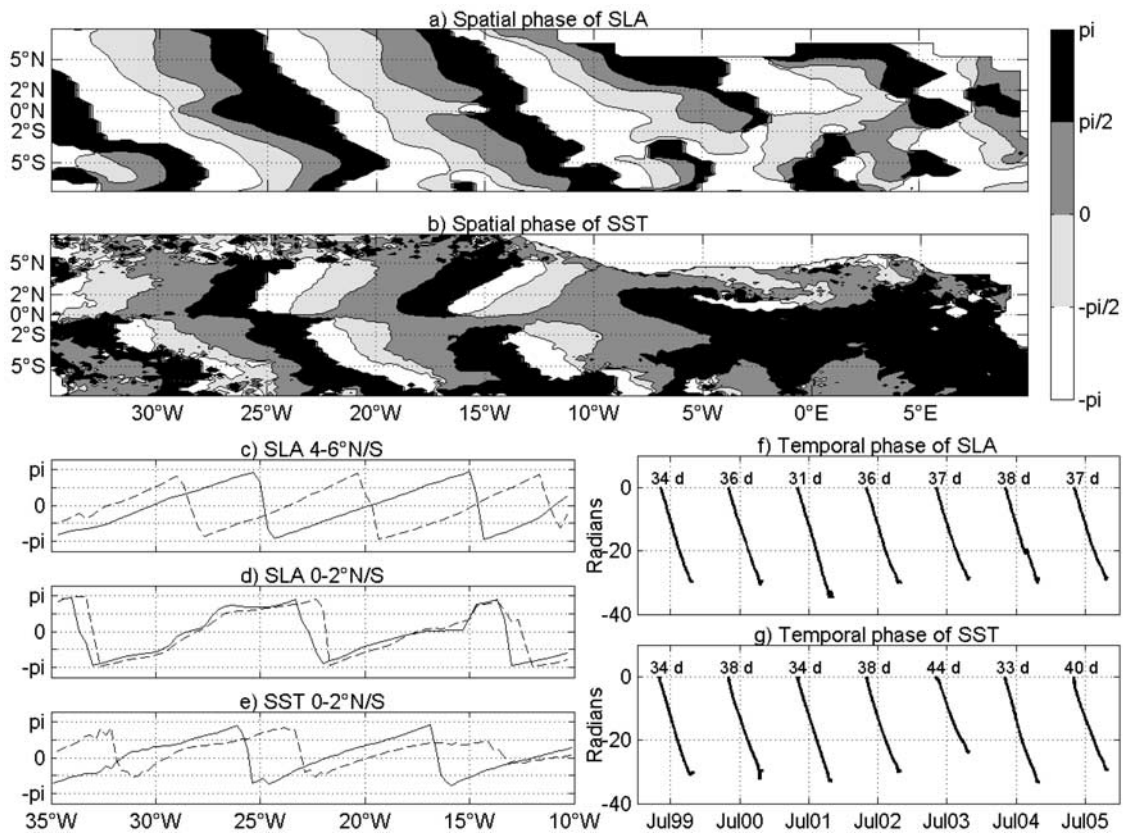 a) Spatial phase of SLA
5°N
2°N
0°N
2°S
5°S
pi
pi/2
0
-pi/2
-pi
b) Spatial phase of SST
5°N
2°N
0°N
2°S
5°S
30°W 25°W 20°W 15°W 10°W 5°W 0°E 5°E
c) SLA 4-6°N/S
pi
0
-pi
d) SLA 0-2°N/S
pi
0
-pi
e) SST 0-2°N/S
pi
0
-pi
35°W 30°W 25°W 20°W 15°W 10°W
f) Temporal phase of SLA
34 d 36 d 31 d 36 d 37 d 38 d 37 d
Radians
0
-20
-40
g) Temporal phase of SST
34 d 38 d 34 d 38 d 44 d 33 d 40 d
Radians
0
-20
-40
Jul99 Jul00 Jul01 Jul02 Jul03 Jul04 Jul05